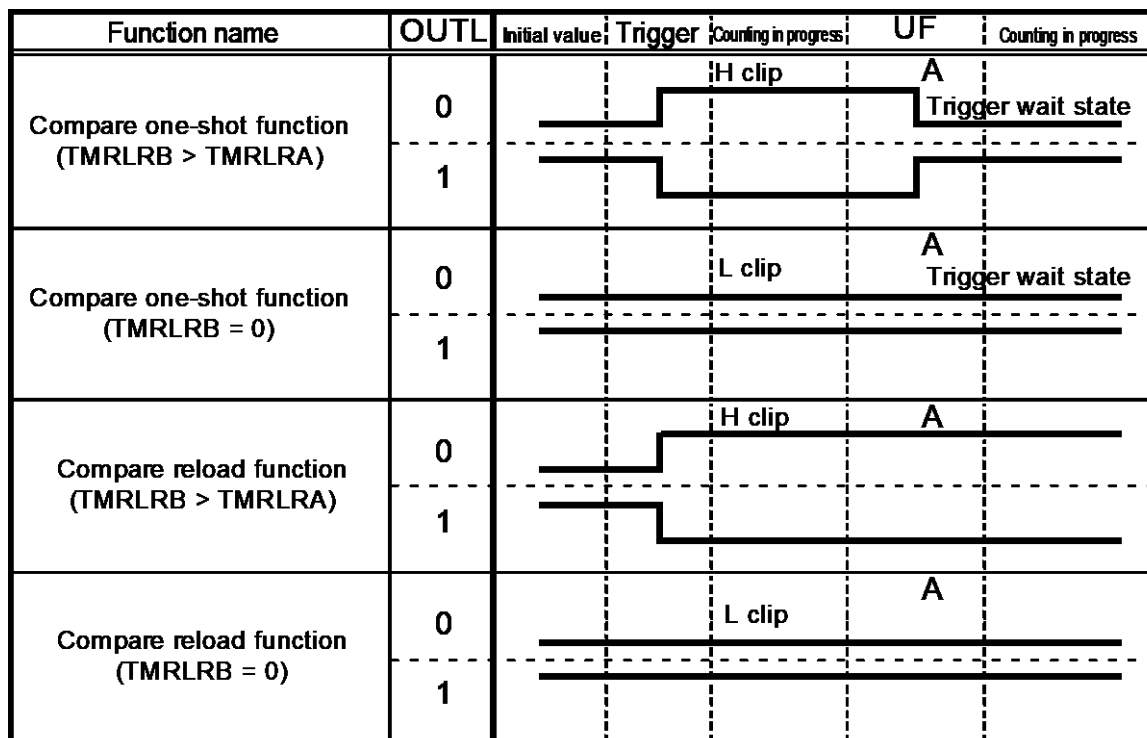 Function name OUTL Initial value Trigger Counting in progress UF Counting in progress
Compare one-shot function
(TMRLRB > TMRLRA)
0
H clip
A
Trigger wait state
1
Compare one-shot function
(TMRLRB = 0)
0
L clip
A
Trigger wait state
1
Compare reload function
(TMRLRB > TMRLRA)
0
H clip
A
1
Compare reload function
(TMRLRB = 0)
0
L clip
A
1